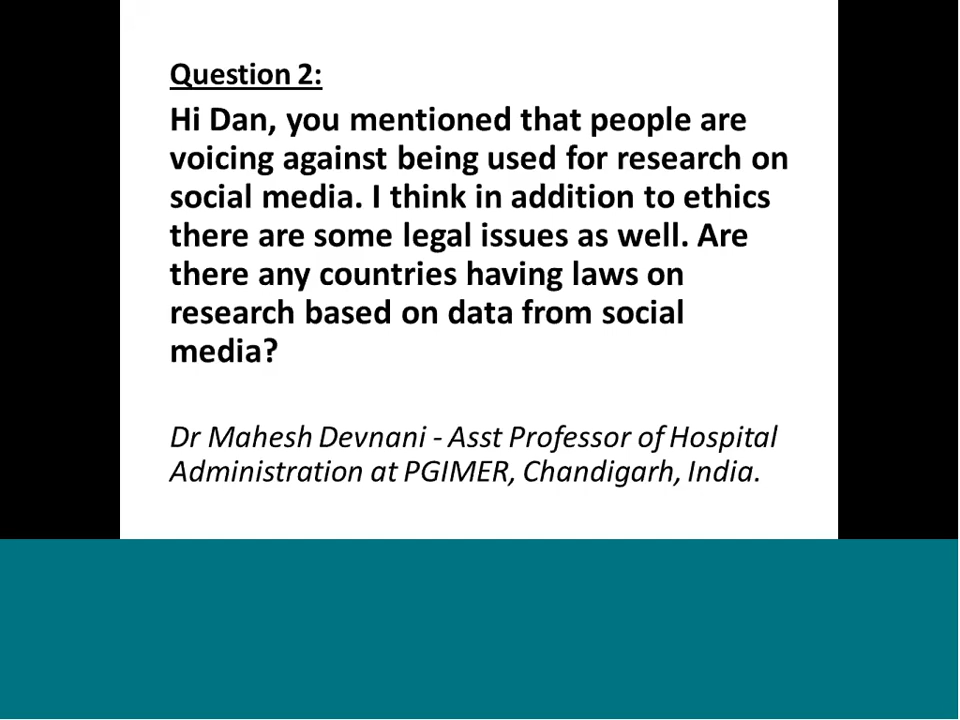 Question 2:
Hi Dan, you mentioned that people are
voicing against being used for research on
social media. I think in addition to ethics
there are some legal issues as well. Are
there any countries having laws on
research based on data from social
media?
Dr Mahesh Devnani - Asst Professor of Hospital
Administration at PGIMER, Chandigarh, India.